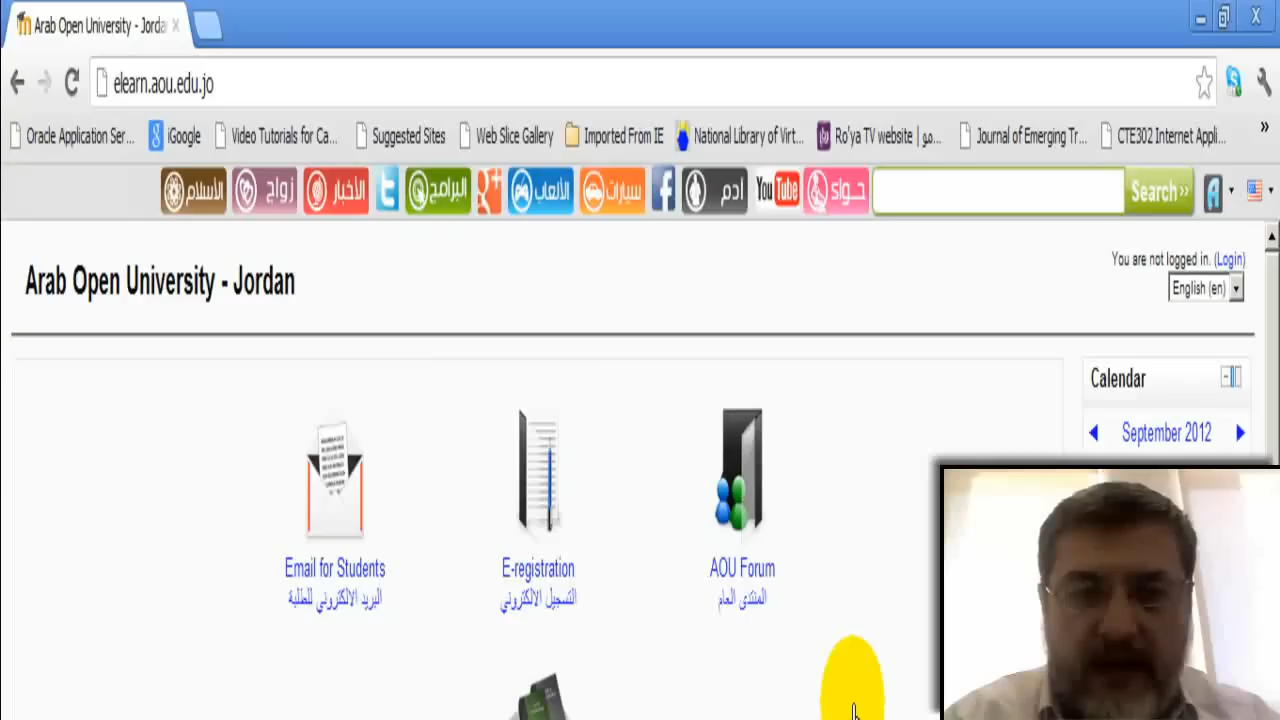 Arab Open University - Jorda
elearn.aou.edu.jo
Oracle Application Ser...
iGoogle
Video Tutorials for Ca...
Suggested Sites
Web Slice Gallery
Imported From IE
National Library of Virt...
Ro'ya TV website | مو...
Journal of Emerging Tr...
CTE302 Internet Appli...
»
الأسلام
زواج
الأخبار
البرامج
g+
الألعاب
سيارات
ادم
YouTube
حواء
Search »
You are not logged in. (Login)
Arab Open University - Jordan
English (en)
Calendar
September 2012
Email for Students
البريد الالكتروني للطلبة
E-registration
التسجيل الالكتروني
AOU Forum
المنتدى العام